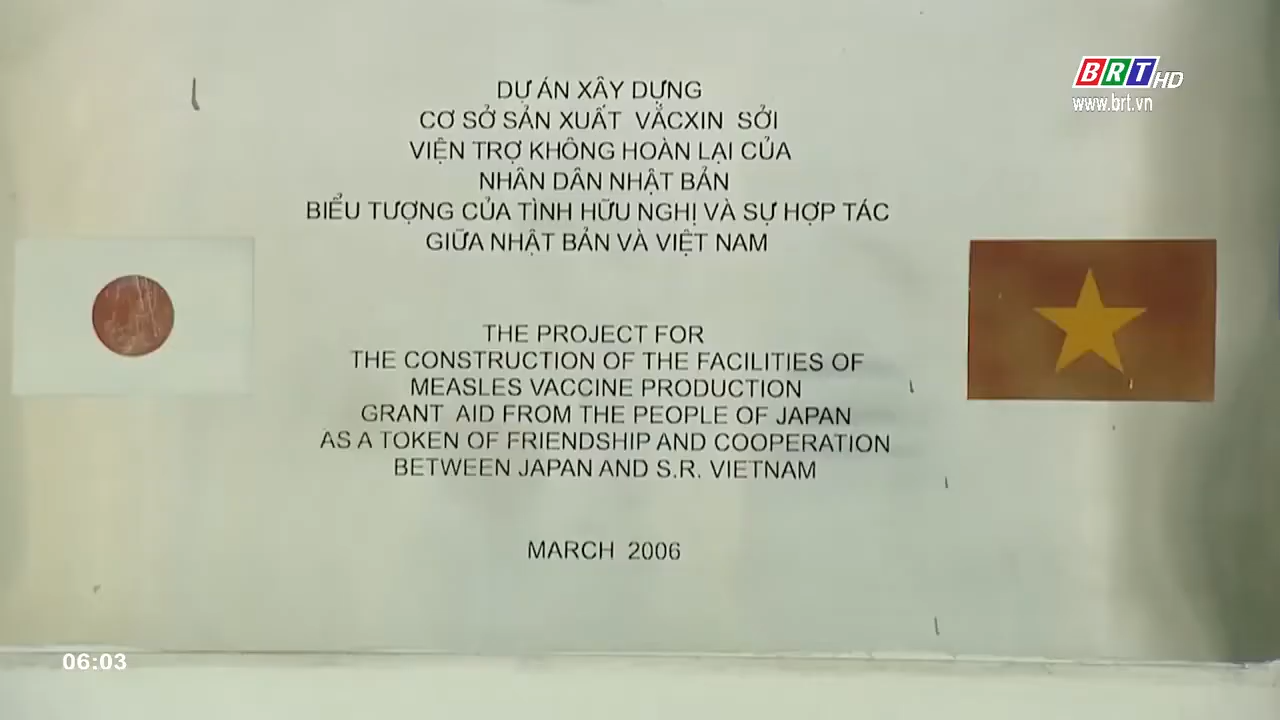 BRT HD
www.brt.vn
DỰ ÁN XÂY DỰNG
CƠ SỞ SẢN XUẤT VẮCXIN SỞI
VIỆN TRỢ KHÔNG HOÀN LẠI CỦA
NHÂN DÂN NHẬT BẢN
BIỂU TƯỢNG CỦA TÌNH HỮU NGHỊ VÀ SỰ HỢP TÁC
GIỮA NHẬT BẢN VÀ VIỆT NAM
THE PROJECT FOR
THE CONSTRUCTION OF THE FACILITIES OF
MEASLES VACCINE PRODUCTION
GRANT AID FROM THE PEOPLE OF JAPAN
AS A TOKEN OF FRIENDSHIP AND COOPERATION
BETWEEN JAPAN AND S.R. VIETNAM
MARCH 2006
06:03